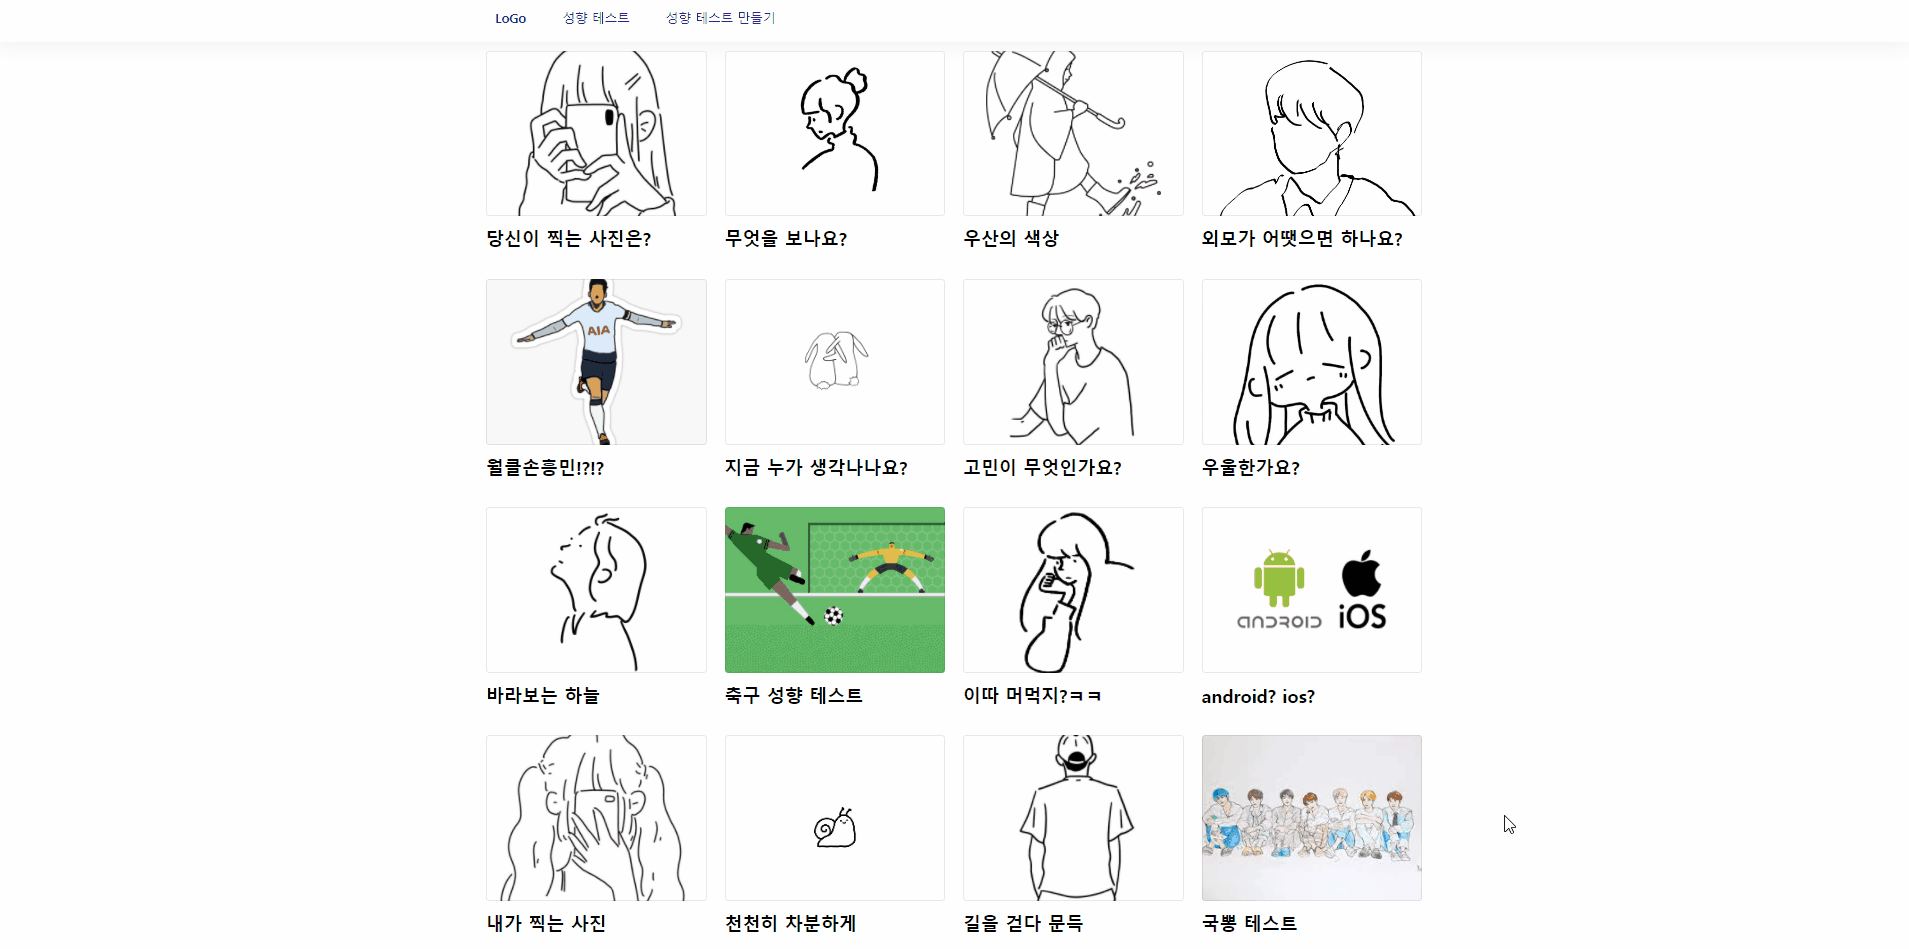 LoGo 성향 테스트 성향 테스트 만들기
당신이 찍는 사진은? 무엇을 보나요? 우산의 색상 외모가 어땟으면 하나요?
AIA
월클손흥민!?!? 지금 누가 생각나나요? 고민이 무엇인가요? 우울한가요?
android iOS
바라보는 하늘 축구 성향 테스트 이따 머먹지?ㅋㅋ android? ios?
내가 찍는 사진 천천히 차분하게 길을 걷다 문득 국뽕 테스트